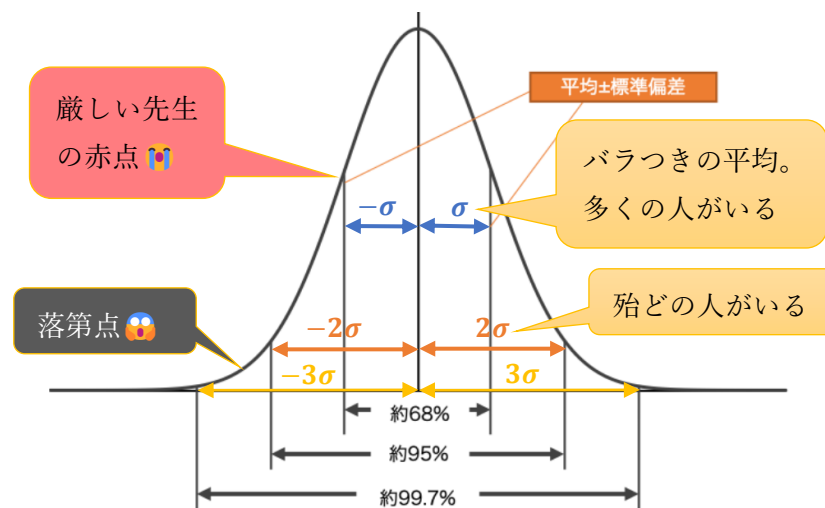 平均±標準偏差
厳しい先生
の赤点😭
バラつきの平均。
多くの人がいる
−σ
σ
落第点😱
殆どの人がいる
−2σ
2σ
−3σ
3σ
約68%
約95%
約99.7%